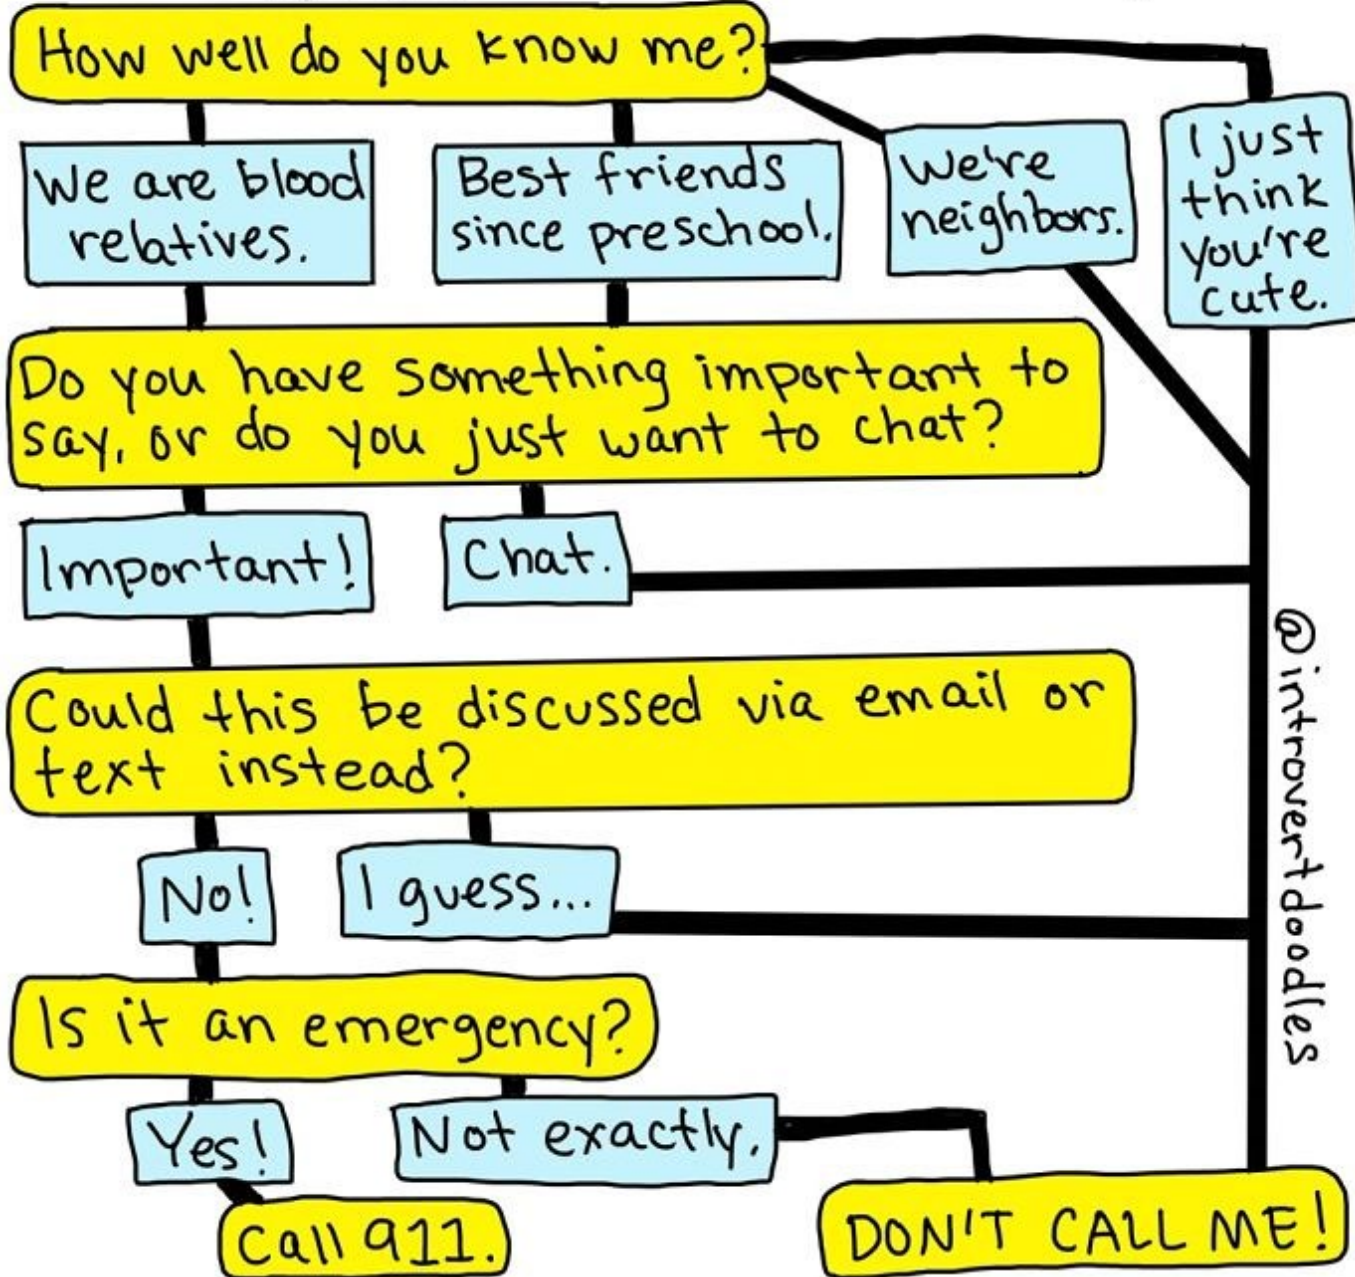 How well do you know me?
We are blood
relatives.
Best friends
since preschool.
We're
neighbors.
I just
think
you're
cute.
Do you have something important to
say, or do you just want to chat?
Important!
Chat.
Could this be discussed via email or
text instead?
No!
I guess...
Is it an emergency?
Yes!
Not exactly.
Call 911.
DON'T CALL ME!
@introvertdoodles